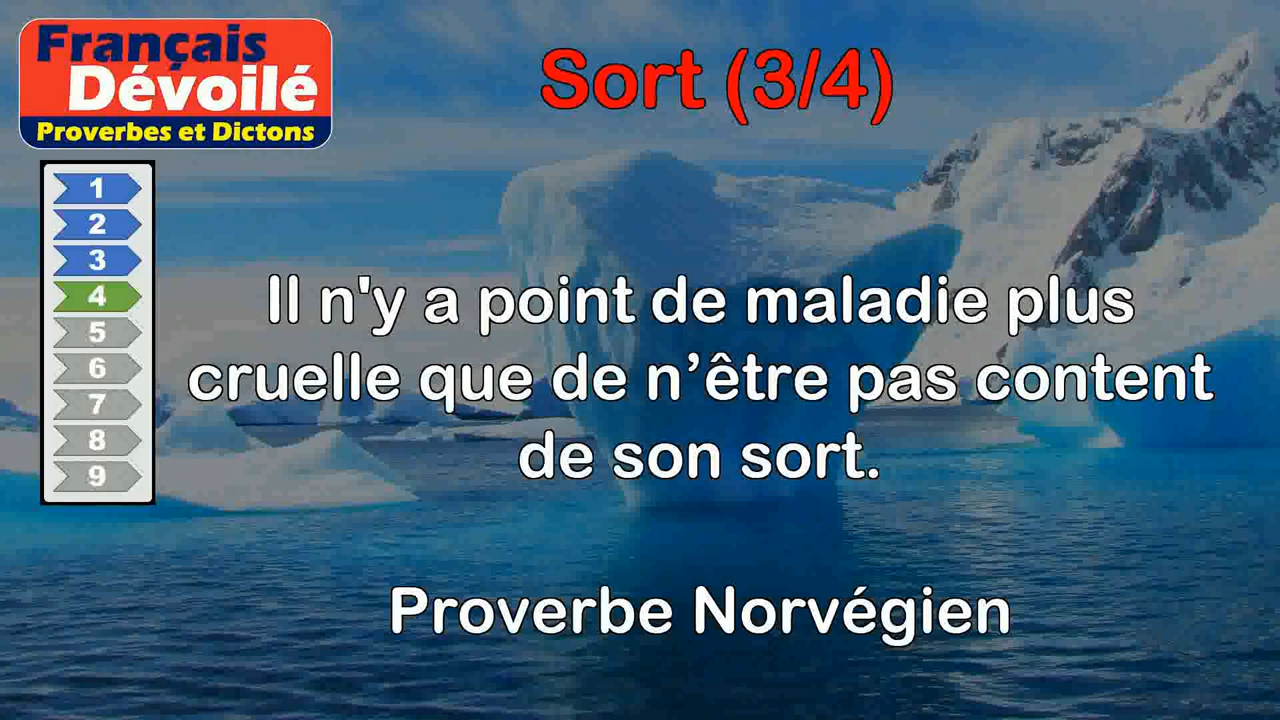 Français
Dévoilé
Proverbes et Dictons
Sort (3/4)
1
2
3
4
5
6
7
8
9
Il n'y a point de maladie plus
cruelle que de n’être pas content
de son sort.
Proverbe Norvégien